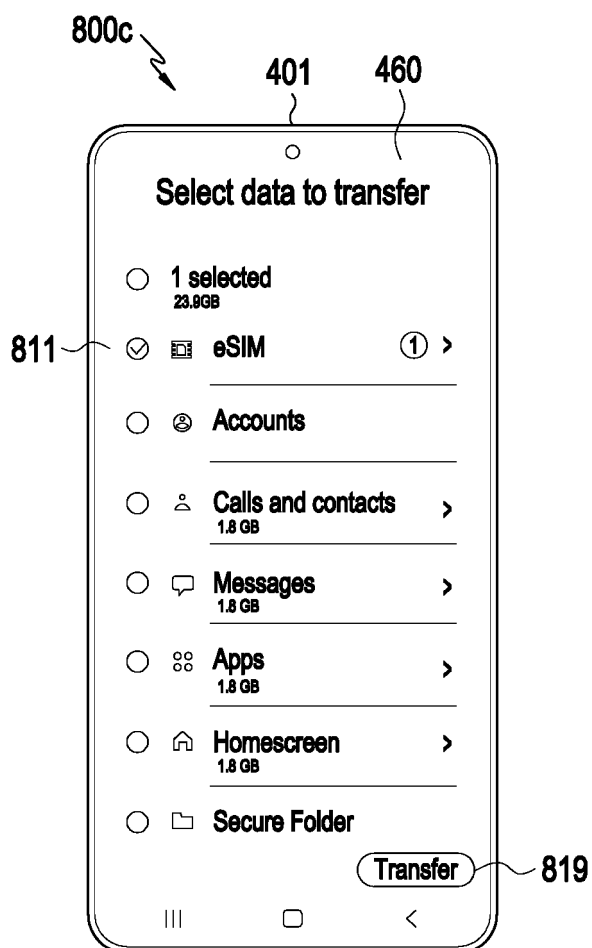 800c
401
460
Select data to transfer
1 selected
23.9GB
811
eSIM
①
Accounts
Calls and contacts
1.8 GB
Messages
1.8 GB
Apps
1.8 GB
Homescreen
1.8 GB
Secure Folder
Transfer
819